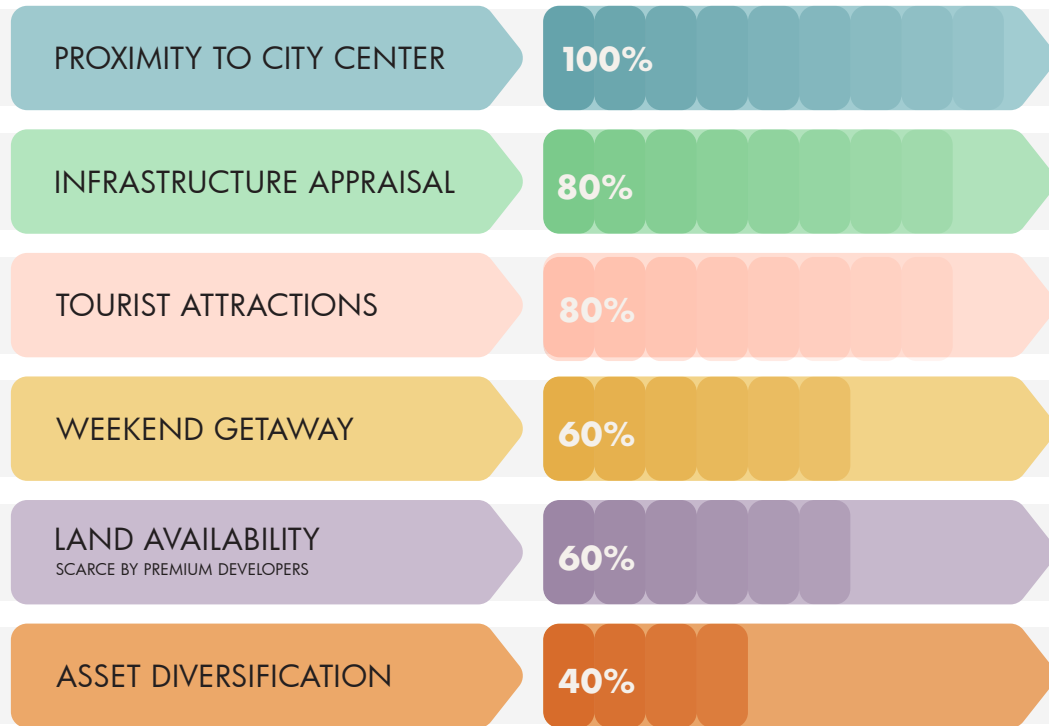 PROXIMITY TO CITY CENTER
100%
INFRASTRUCTURE APPRAISAL
80%
TOURIST ATTRACTIONS
80%
WEEKEND GETAWAY
60%
LAND AVAILABILITY
SCARCE BY PREMIUM DEVELOPERS
60%
ASSET DIVERSIFICATION
40%